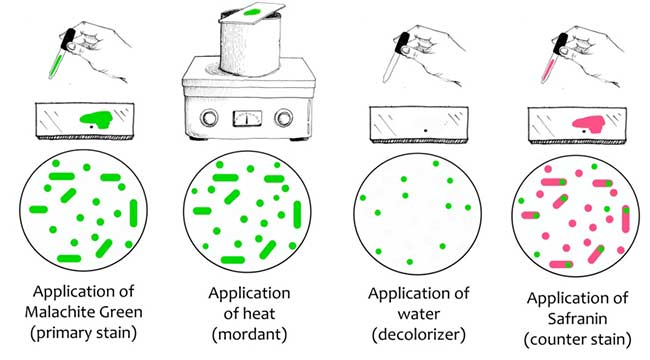 Application of
Malachite Green
(primary stain)
Application
of heat
(mordant)
Application of
water
(decolorizer)
Application of
Safranin
(counter stain)